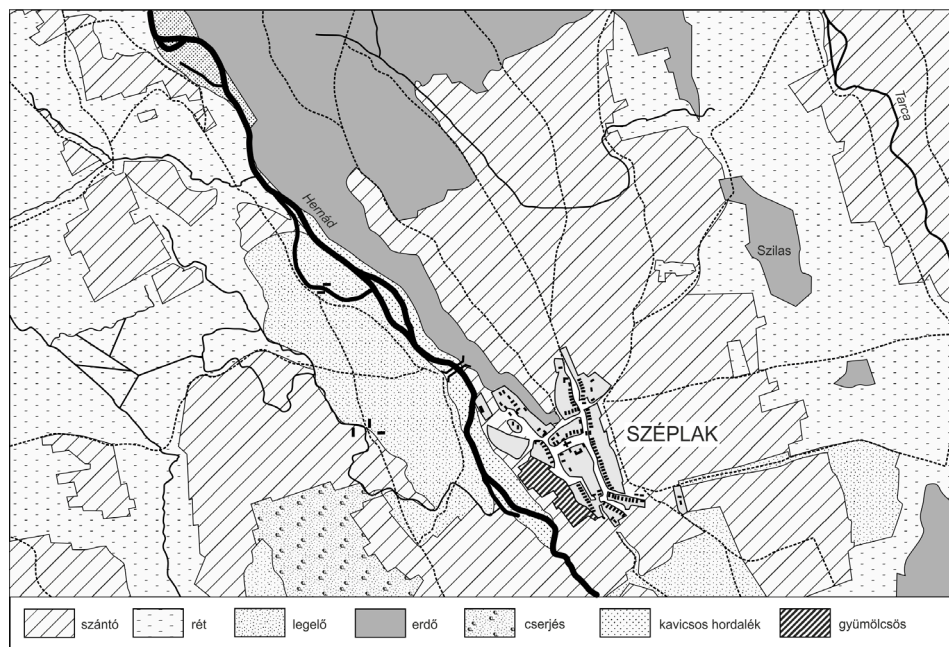 Tarca
Hernád
Szilas
SZÉPLAK
szántó
rét
legelő
erdő
cserjés
kavicsos hordalék
gyümölcsös